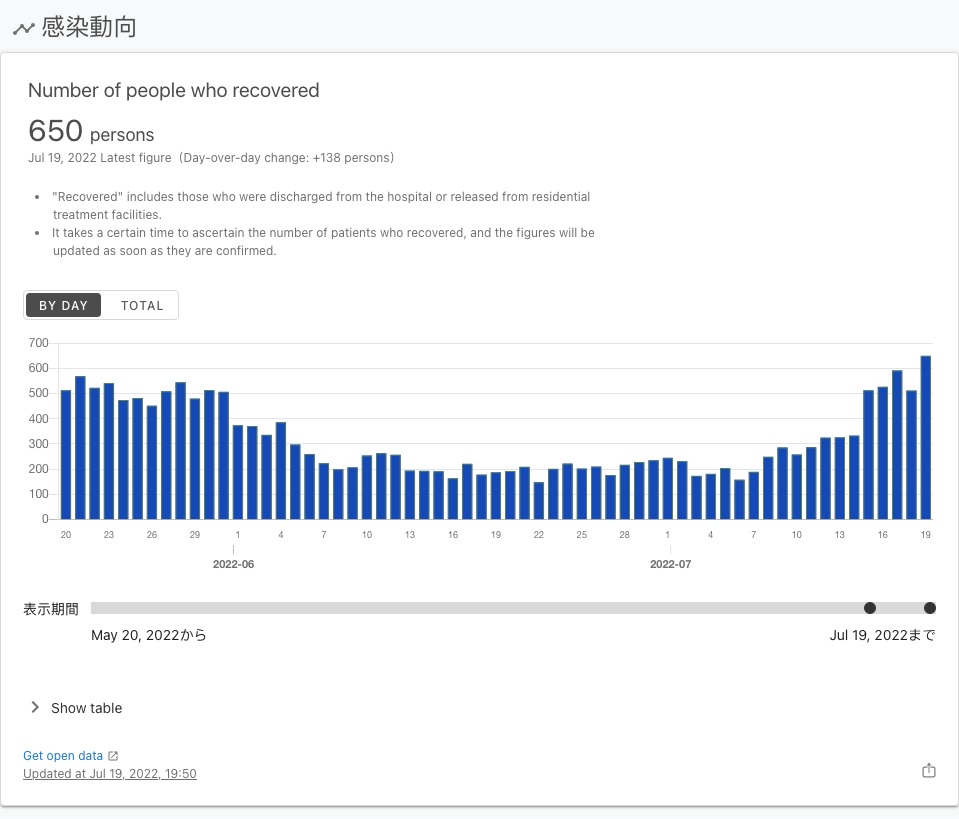 感染動向
Number of people who recovered
650 persons
Jul 19, 2022 Latest figure (Day-over-day change: +138 persons)
• "Recovered" includes those who were discharged from the hospital or released from residential
treatment facilities.
• It takes a certain time to ascertain the number of patients who recovered, and the figures will be
updated as soon as they are confirmed.
BY DAY TOTAL
700
600
500
400
300
200
100
0
20 23 26 29 1 4 7 10 13 16 19 22 25 28 1 4 7 10 13 16 19
2022-06 2022-07
表示期間
May 20, 2022から Jul 19, 2022まで
Show table
Get open data
Updated at Jul 19, 2022, 19:50